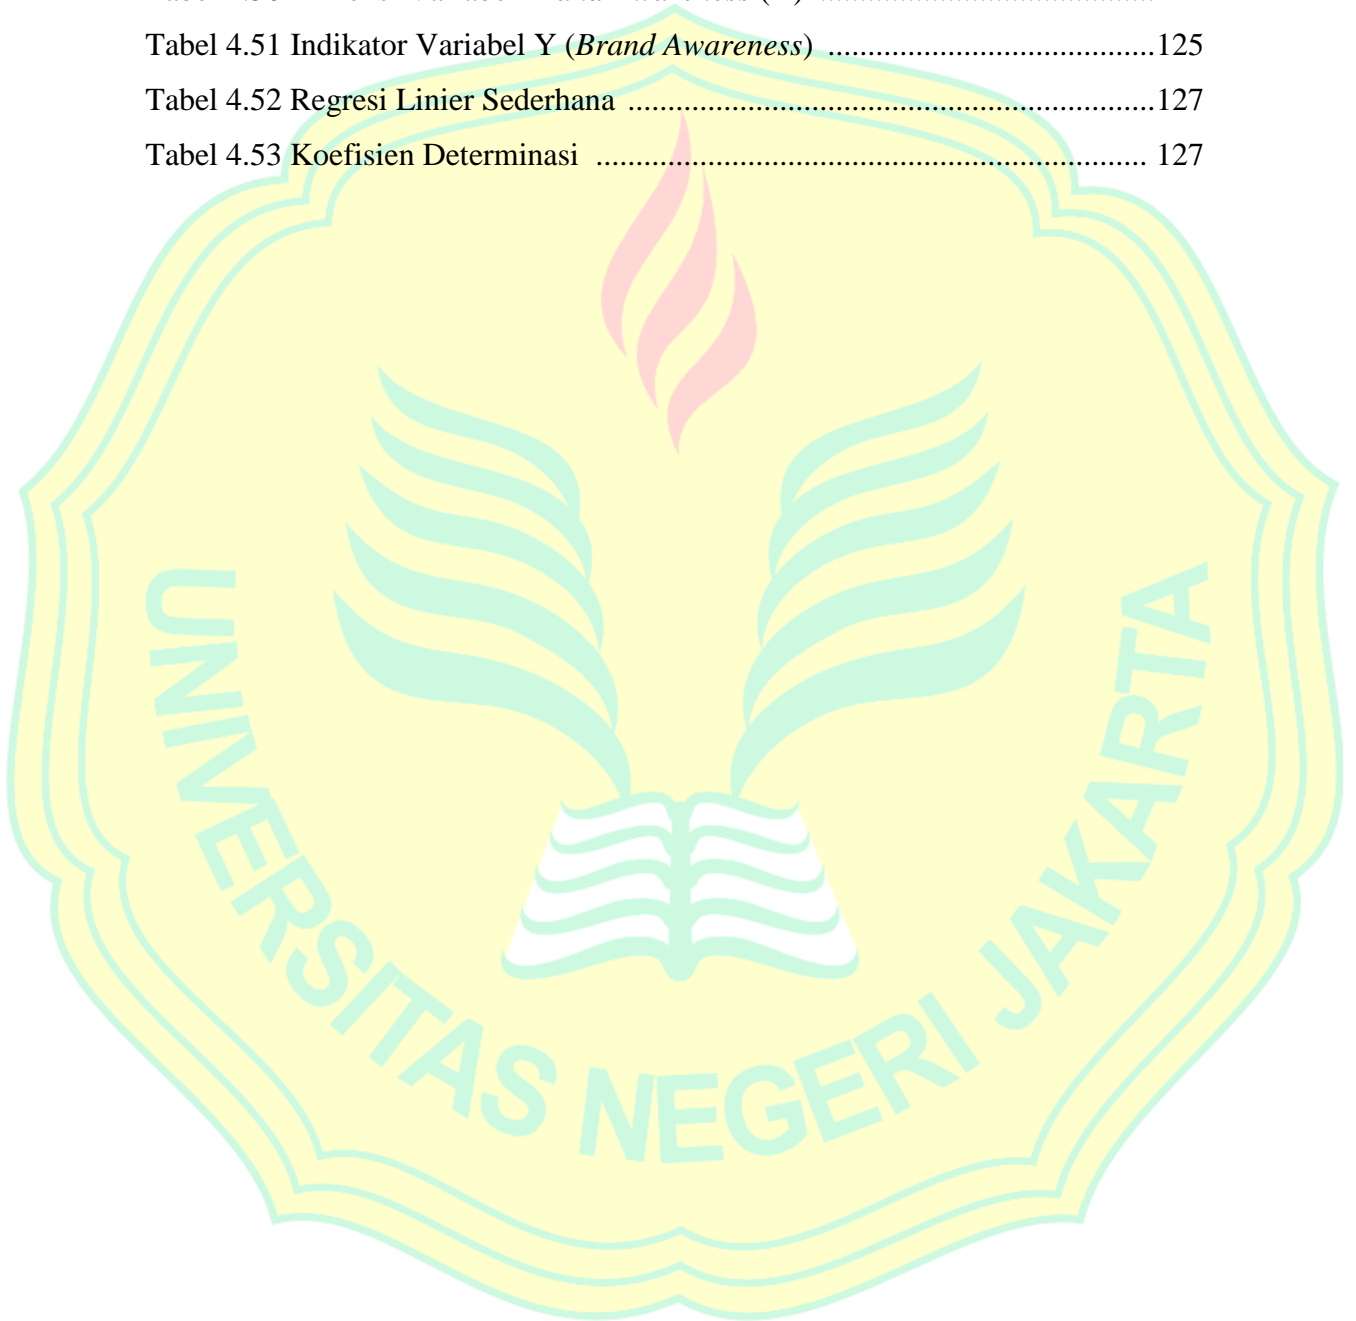 Tabel 4.51 Indikator Variabel Y (Brand Awareness) ..........................................125
Tabel 4.52 Regresi Linier Sederhana ...................................................................127
Tabel 4.53 Koefisien Determinasi ...................................................................... 127
UNIVERSITAS NEGERI JAKARTA